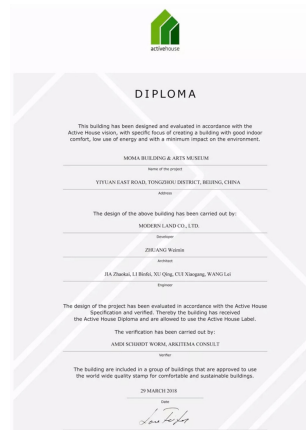 activehouse
DIPLOMA
This building has been designed and evaluated in accordance with the
Active House vision, with specific focus of creating a building with good indoor
comfort, low use of energy and with a minimum impact on the environment.
MOMA BUILDING & ARTS MUSEUM
Name of the project
YIYUAN EAST ROAD, TONGZHOU DISTRICT, BEIJING, CHINA
Address
The design of the above building has been carried out by:
MODERN LAND CO., LTD.
Developer
ZHUANG Weimin
Architect
JIA Zhaokai, LI Binfei, XU Qing, CUI Xiaogang, WANG Lei
Engineer
The design of the project has been evaluated in accordance with the Active House
Specification and verified. Thereby the building have received
the Active House Diploma and are allowed to use the Active House Label.
The verification has been carried out by:
AMDI SCHJIDT WORM, ARKITEMA CONSULT
Verifier
The building are included in a group of buildings that are approved to use
the world wide quality stamp for comfortable and sustainable buildings.
29 MARCH 2018
Date